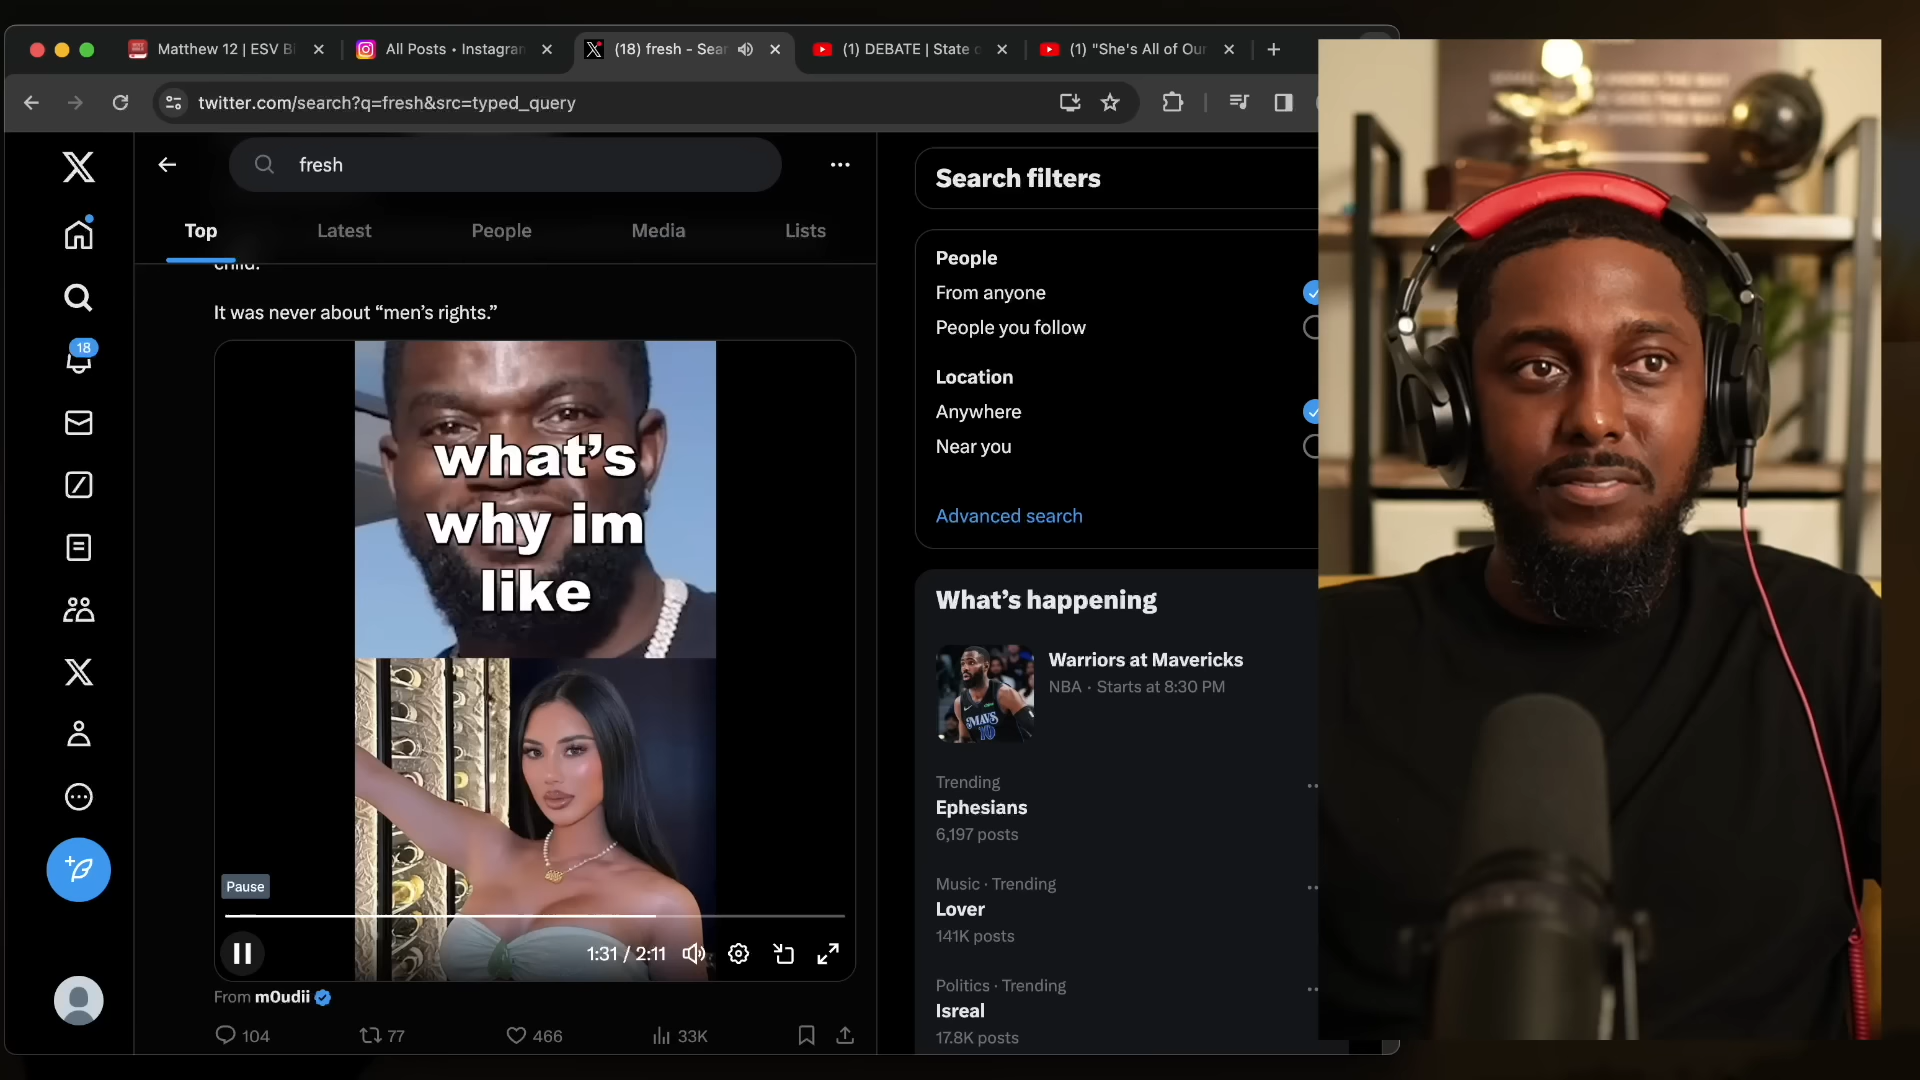 Matthew 12 | ESV Bi
All Posts • Instagram
(18) fresh - Sear
(1) DEBATE | State o
(1) "She's All of Our
twitter.com/search?q=fresh&src=typed_query
fresh
Top
Latest
People
Media
Lists
child.
It was never about “men’s rights.”
18
what’s
why im
like
Pause
1:31 / 2:11
From m0udii
104
77
466
33K
Search filters
People
From anyone
People you follow
Location
Anywhere
Near you
Advanced search
What’s happening
Warriors at Mavericks
NBA · Starts at 8:30 PM
MAVS
10
Trending
Ephesians
6,197 posts
Music · Trending
Lover
141K posts
Politics · Trending
Isreal
17.8K posts